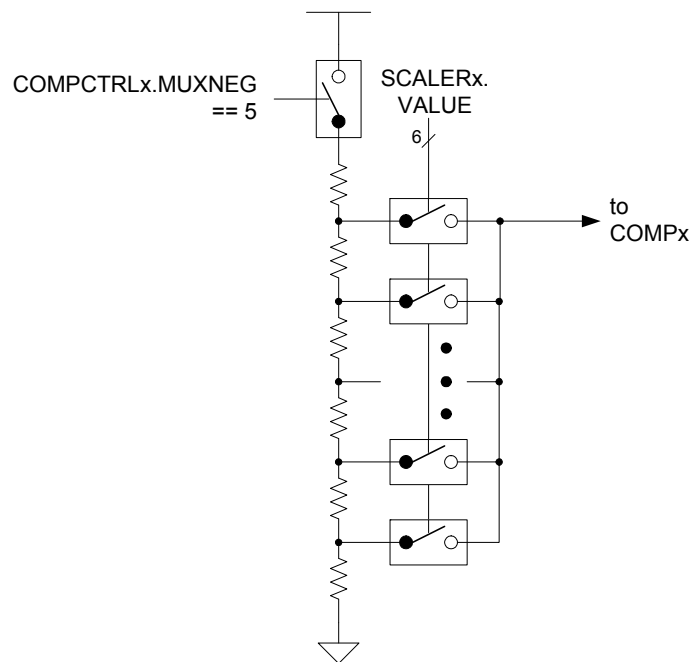 COMPCTRLx.MUXNEG
== 5
SCALERx.
VALUE
6
to
COMPx